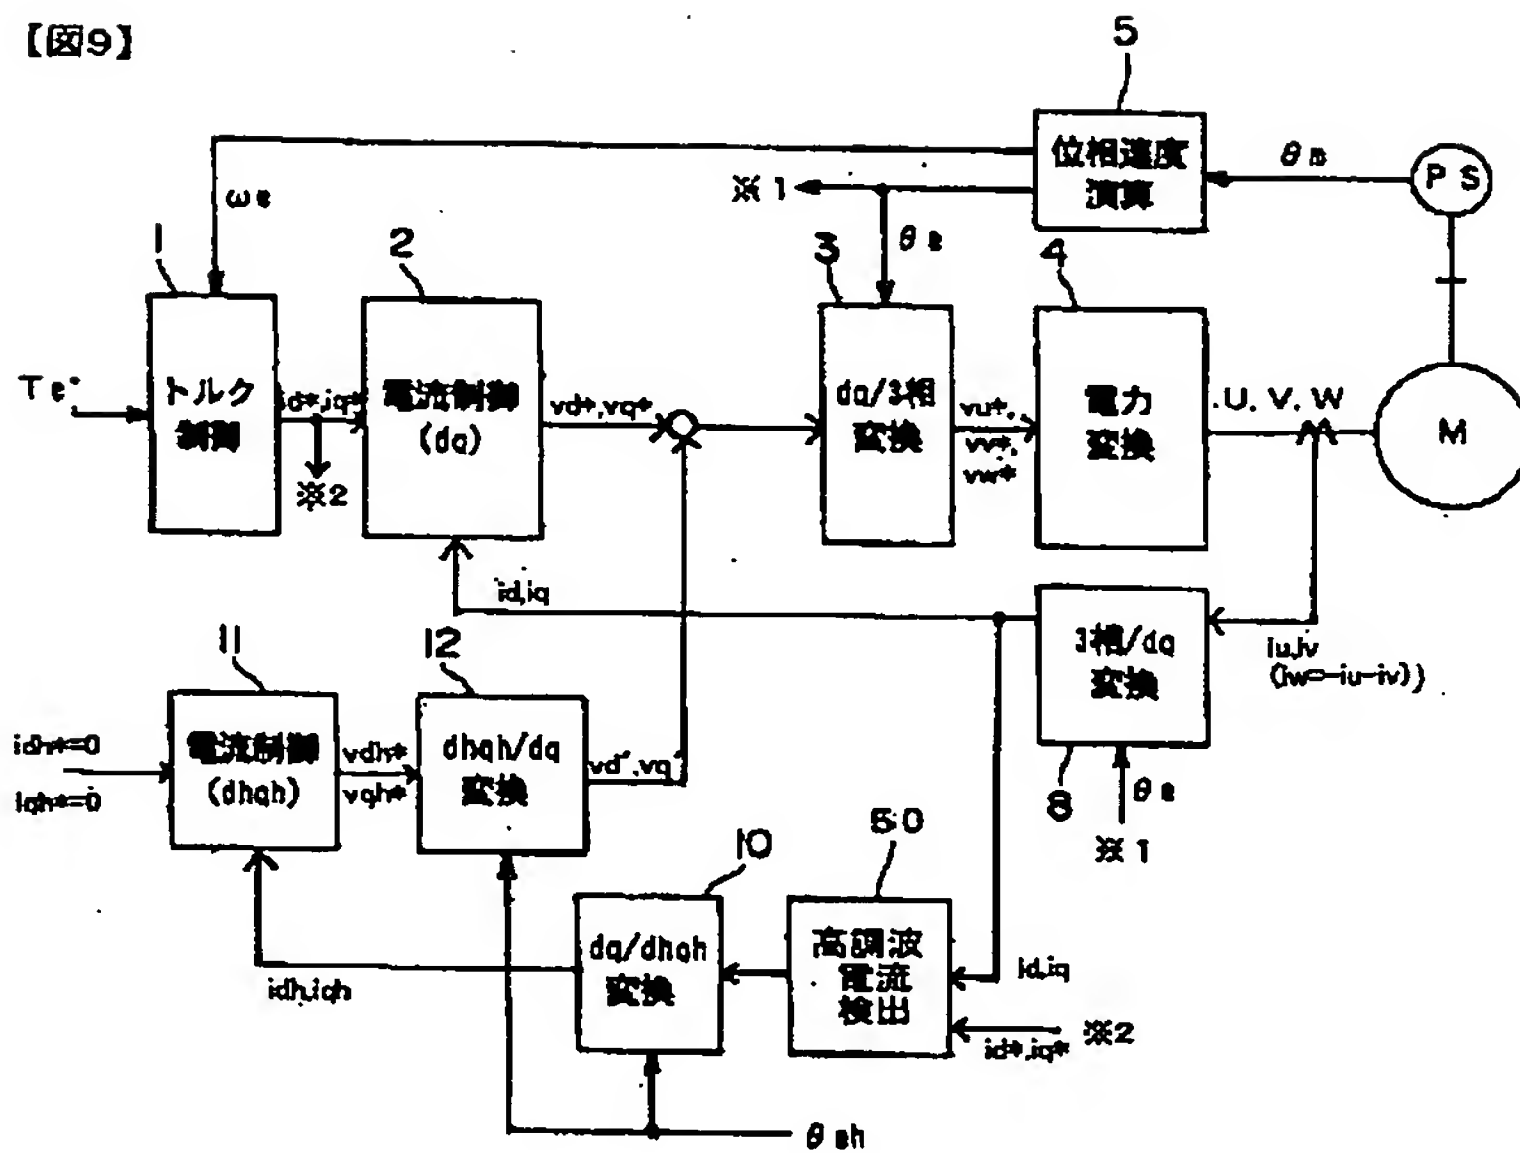 【図9】
5
位相速度
演算
θm
PS
※1
ωe
θe
1
2
3
4
Te*
トルク
制御
id*,iq*
※2
電流制御
(dq)
vd*,vq*
dq/3相
変換
vu*,
vv*,
vw*
電力
変換
U. V. W
M
id,iq
3相/dq
変換
iu,iv
(iw=-iu-iv))
8
θe
※1
11
12
idh*=0
iqh*=0
電流制御
(dhqh)
vdh*
vqh*
dhqh/dq
変換
vd',vq'
10
50
dq/dhqh
変換
高調波
電流
検出
id,iq
id*,iq*
※2
idh,iqh
θeh